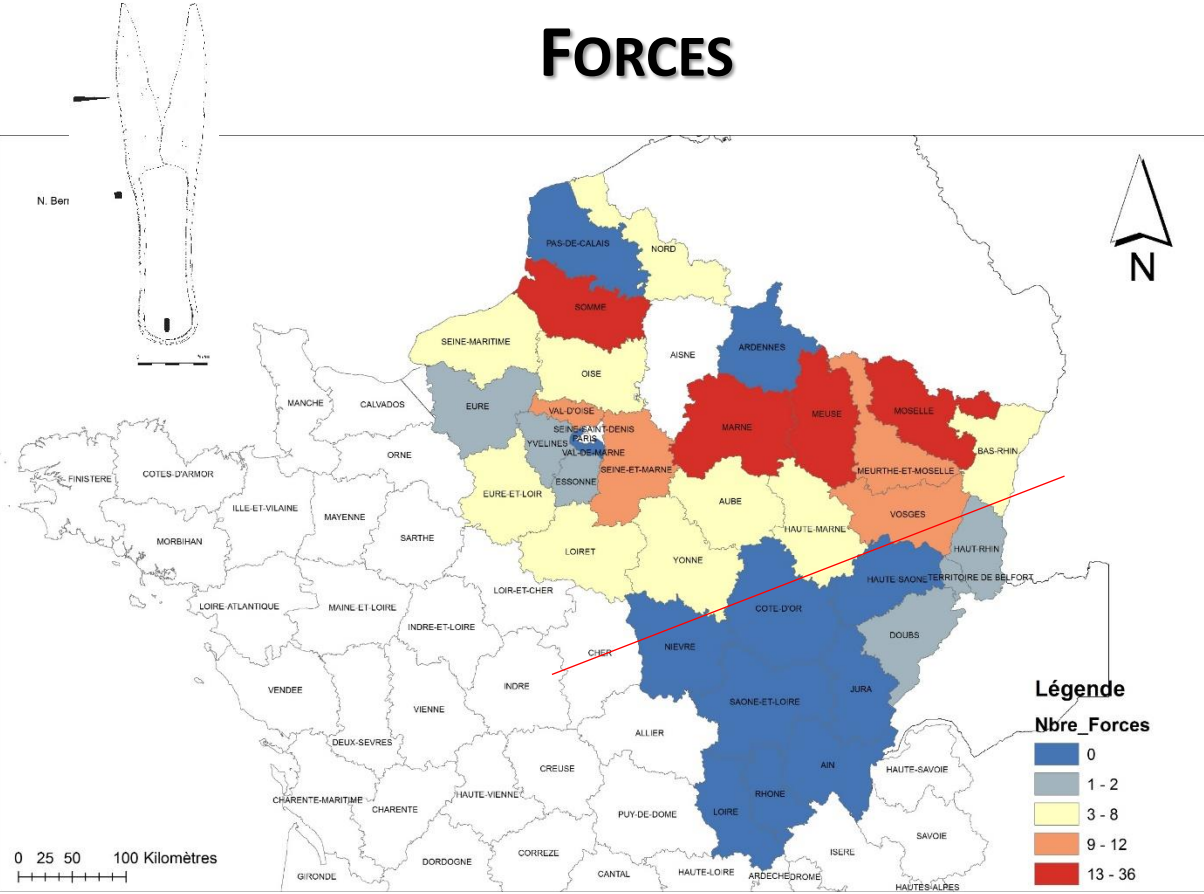 FORCES
N. Ber
N
PAS-DE-CALAIS
NORD
SOMME
SEINE-MARITIME
OISE
AISNE
ARDENNES
MANCHE
CALVADOS
EURE
VAL-D'OISE
SEINE-SAINT-DENIS
PARIS
YVELINES
VAL-DE-MARNE
SEINE-ET-MARNE
ESSONNE
MARNE
MEUSE
MOSELLE
BAS-RHIN
MEURTHE-ET-MOSELLE
ORNE
FINISTERE
COTES-D'ARMOR
ILLE-ET-VILAINE
MAYENNE
EURE-ET-LOIR
AUBE
HAUTE-MARNE
VOSGES
MORBIHAN
SARTHE
LOIRET
YONNE
HAUT-RHIN
HAUTE-SAONE
TERRITOIRE DE BELFORT
LOIR-ET-CHER
LOIRE-ATLANTIQUE
MAINE-ET-LOIRE
INDRE-ET-LOIRE
COTE-D'OR
DOUBS
CHER
NIEVRE
VENDEE
INDRE
VIENNE
SAONE-ET-LOIRE
JURA
DEUX-SEVRES
ALLIER
AIN
HAUTE-SAVOIE
CREUSE
CHARENTE-MARITIME
CHARENTE
HAUTE-VIENNE
RHONE
LOIRE
PUY-DE-DOME
SAVOIE
ISERE
DORDOGNE
CORREZE
GIRONDE
CANTAL
HAUTE-LOIRE
ARDECHE
DROME
HAUTES-ALPES
Légende
Nbre_Forces
0
1 - 2
3 - 8
9 - 12
13 - 36
0 25 50 100 Kilomètres